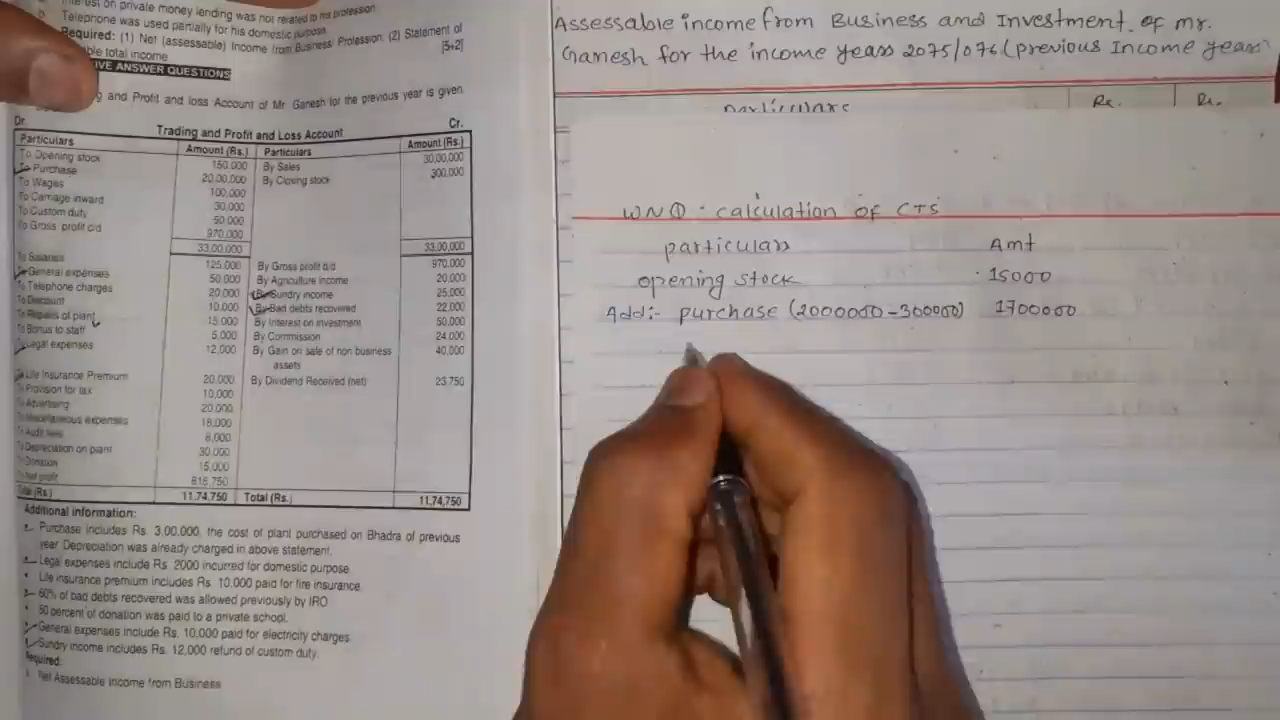 on private money lending was not related to his profession
Telephone was used partially for his domestic purpose
Required: (1) Net (assessable) Income from Business/Profession (2) Statement of
ble total income
[5+2]
IVE ANSWER QUESTIONS
g and Profit and loss Account of Mr. Ganesh for the previous year is given
Dr. Trading and Profit and Loss Account Cr.
Particulars Amount (Rs.) Particulars Amount (Rs.)
To Opening stock 150.000 By Sales 30,00,000
To Purchase 20,00,000 By Closing stock 300,000
To Wages 100,000
To Carriage inward 30,000
To Custom duty 50,000
To Gross profit c/d 970,000
33,00,000 33,00,000
To Salaries 125,000 By Gross profit b/d 970,000
To General expenses 50,000 By Agriculture income 20,000
To Telephone charges 20,000 By Sundry income 25,000
To Discount 10,000 By Bad debts recovered 22,000
To Repairs of plant 15,000 By Interest on investment 50,000
To Bonus to staff 5,000 By Commission 24,000
To Legal expenses 12,000 By Gain on sale of non business 40,000
assets
To Life Insurance Premium 20,000 By Dividend Received (net) 23,750
To Provision for tax 10,000
To Advertising 20,000
To Miscellaneous expenses 18,000
To Audit fees 8,000
To Depreciation on plant 30,000
To Donation 15,000
To Net profit 816,750
Total (Rs.) 11,74,750 Total (Rs.) 11,74,750
Additional information:
Purchase includes Rs. 3,00,000, the cost of plant purchased on Bhadra of previous
year Depreciation was already charged in above statement.
Legal expenses include Rs. 2000 incurred for domestic purpose
Life insurance premium includes Rs. 10,000 paid for fire insurance.
60% of bad debts recovered was allowed previously by IRO
50 percent of donation was paid to a private school.
General expenses include Rs. 10,000 paid for electricity charges
Sundry income includes Rs. 12,000 refund of custom duty.
Required:
Net Assessable Income from Business
Assessable income from Business and Investment of mr.
Ganesh for the income years 2075/076 (previous Income year
particulars Rs. Rs.
WN①: calculation of CTS
particulars Amt
opening stock 15000
Add:- purchase (2000000-300000) 1700000